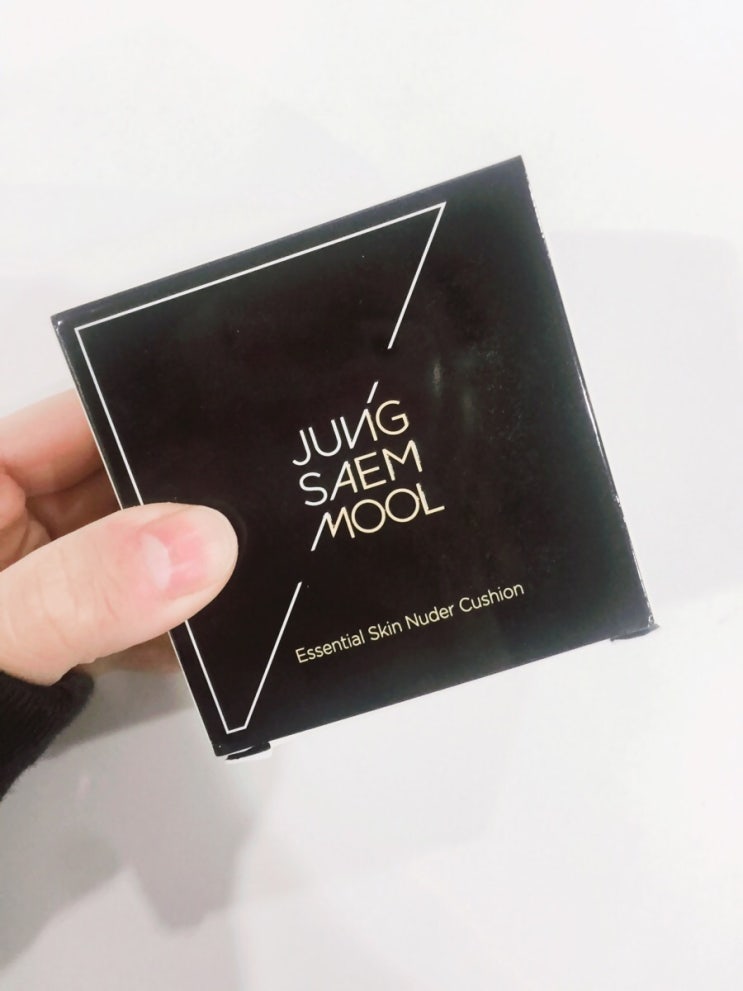 JUNG
SAEM
MOOL
Essential Skin Nuder Cushion